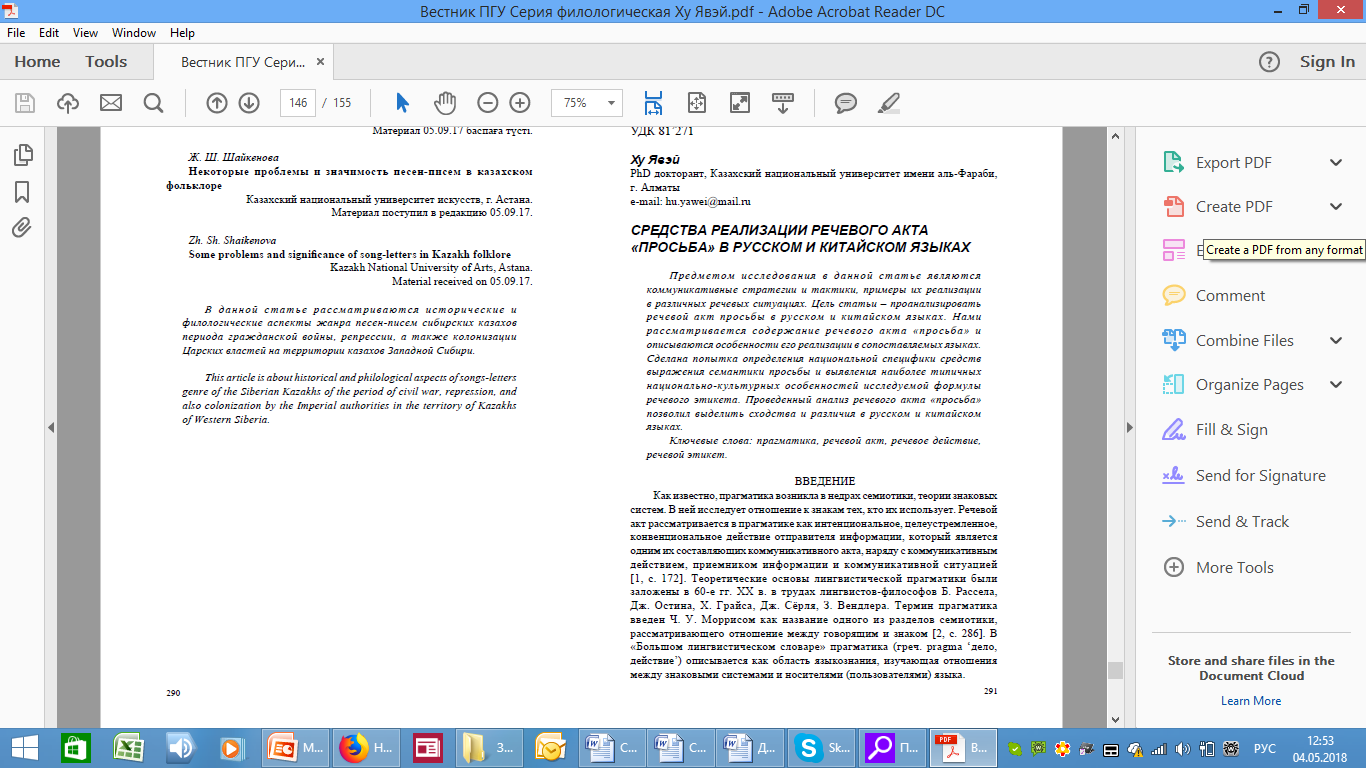 Вестник ПГУ Серия филологическая Ху Явэй.pdf - Adobe Acrobat Reader DC
File Edit View Window Help
Home Tools Вестник ПГУ Сери... × Sign In
146 / 155 75%
Материал 05.09.17 баспаға түсті.
Ж. Ш. Шайкенова
Некоторые проблемы и значимость песен-писем в казахском
фольклоре
Казахский национальный университет искусств, г. Астана.
Материал поступил в редакцию 05.09.17.
Zh. Sh. Shaikenova
Some problems and significance of song-letters in Kazakh folklore
Kazakh National University of Arts, Astana.
Material received on 05.09.17.
В данной статье рассматриваются исторические и
филологические аспекты жанра песен-писем сибирских казахов
периода гражданской войны, репрессии, а также колонизации
Царских властей на территории казахов Западной Сибири.
This article is about historical and philological aspects of songs-letters
genre of the Siberian Kazakhs of the period of civil war, repression, and
also colonization by the Imperial authorities in the territory of Kazakhs
of Western Siberia.
290
УДК 81'271
Ху Явэй
PhD докторант, Казахский национальный университет имени аль-Фараби,
г. Алматы
e-mail: hu.yawei@mail.ru
СРЕДСТВА РЕАЛИЗАЦИИ РЕЧЕВОГО АКТА
«ПРОСЬБА» В РУССКОМ И КИТАЙСКОМ ЯЗЫКАХ
Предметом исследования в данной статье являются
коммуникативные стратегии и тактики, примеры их реализации
в различных речевых ситуациях. Цель статьи – проанализировать
речевой акт просьбы в русском и китайском языках. Нами
рассматривается содержание речевого акта «просьба» и
описываются особенности его реализации в сопоставляемых языках.
Сделана попытка определения национальной специфики средств
выражения семантики просьбы и выявления наиболее типичных
национально-культурных особенностей исследуемой формулы
речевого этикета. Проведенный анализ речевого акта «просьба»
позволил выделить сходства и различия в русском и китайском
языках.
Ключевые слова: прагматика, речевой акт, речевое действие,
речевой этикет.
ВВЕДЕНИЕ
Как известно, прагматика возникла в недрах семиотики, теории знаковых
систем. В ней исследует отношение к знакам тех, кто их использует. Речевой
акт рассматривается в прагматике как интенциональное, целеустремленное,
конвенциональное действие отправителя информации, который является
одним их составляющих коммуникативного акта, наряду с коммуникативным
действием, приемником информации и коммуникативной ситуацией
[1, с. 172]. Теоретические основы лингвистической прагматики были
заложены в 60-е гг. XX в. в трудах лингвистов-философов Б. Рассела,
Дж. Остина, Х. Грайса, Дж. Сёрля, З. Вендлера. Термин прагматика
введен Ч. У. Моррисом как название одного из разделов семиотики,
рассматривающего отношение между говорящим и знаком [2, с. 286]. В
«Большом лингвистическом словаре» прагматика (греч. pragma ‘дело,
действие’) описывается как область языкознания, изучающая отношения
между знаковыми системами и носителями (пользователями) языка.
291
Export PDF
Create PDF
E
Create a PDF from any format
Comment
Combine Files
Organize Pages
Fill & Sign
Send for Signature
Send & Track
More Tools
Store and share files in the
Document Cloud
Learn More
М... Н... З... С... С... Д... Sk... П... В... РУС
12:53
04.05.2018